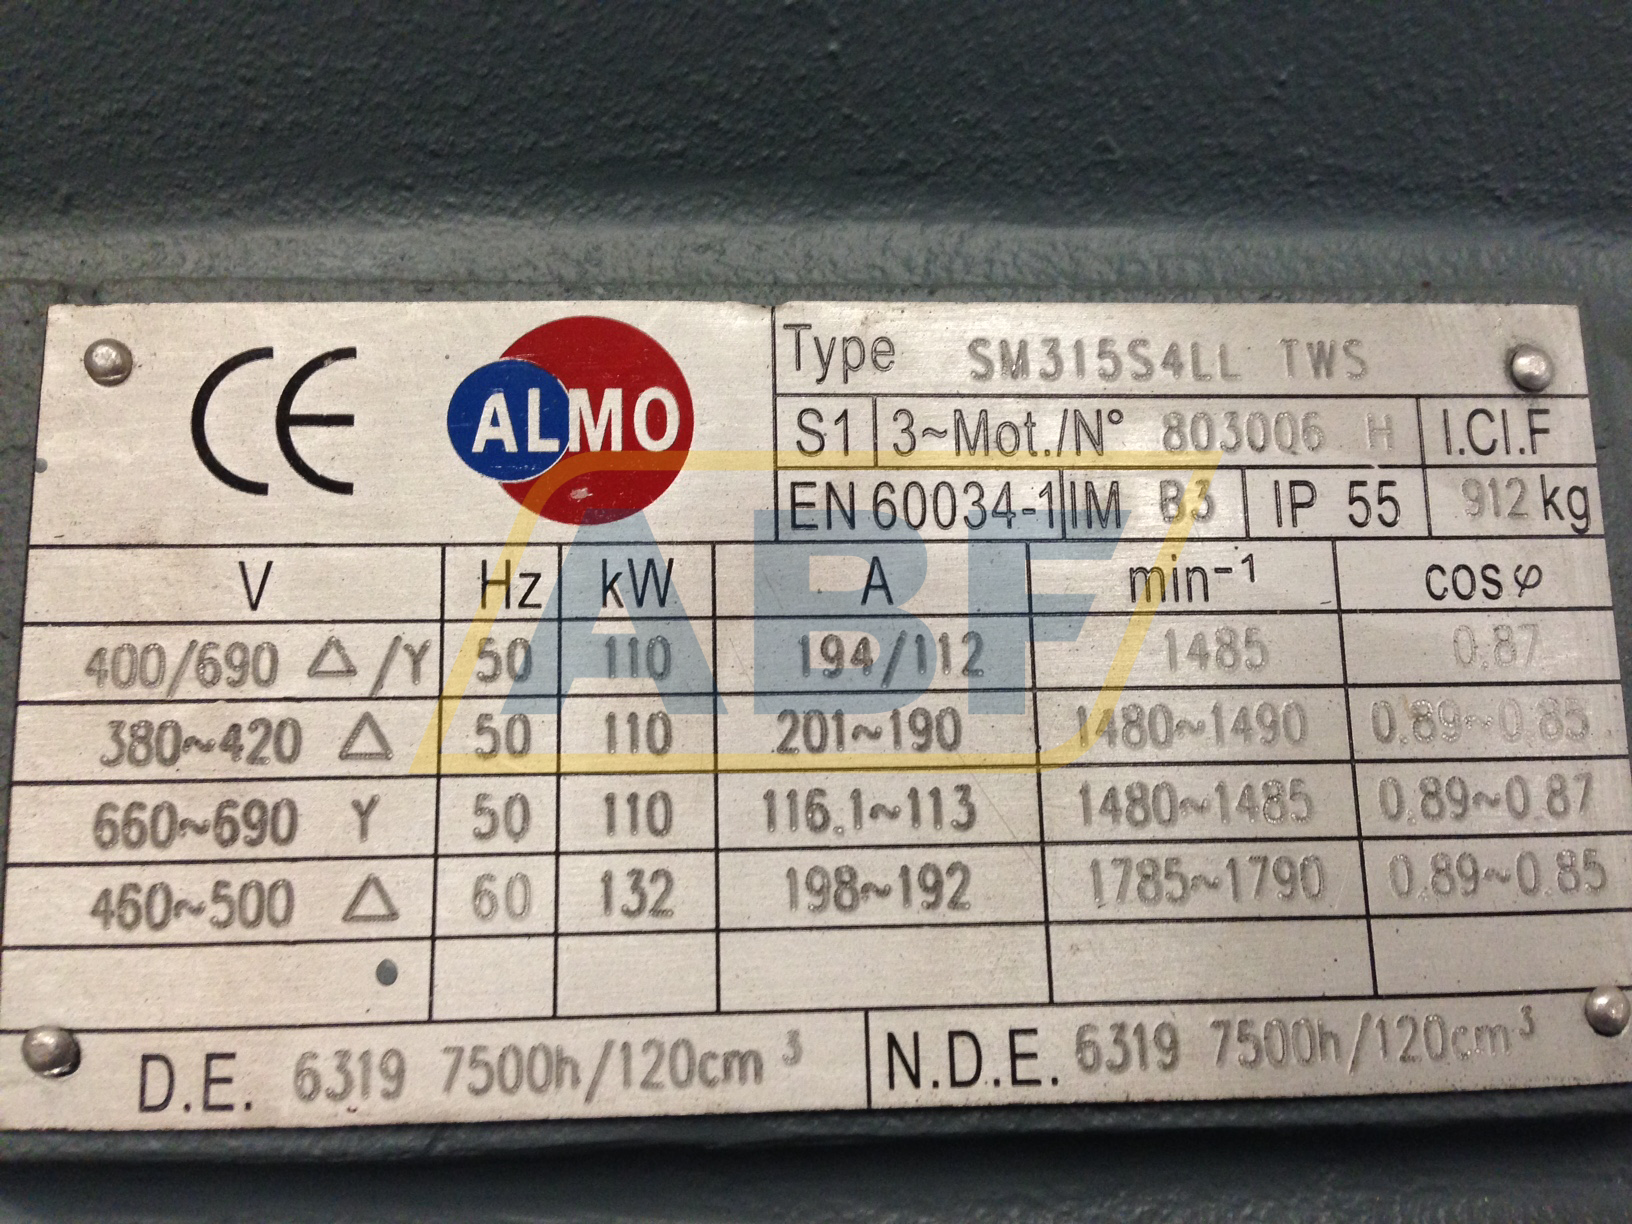 CE
ALMO
Type SM315S4LL TWS
S1 3~Mot./N° 803006 H I.Cl.F
EN 60034-1 IM B3 IP 55 912 kg
V Hz kW A min-¹ cos φ
400/690 Δ/Y 50 110 194/112 1485 0.87
380~420 Δ 50 110 201~190 1480~1490 0.89~0.85
660~690 Y 50 110 116.1~113 1480~1485 0.89~0.87
460~500 Δ 60 132 198~192 1785~1790 0.89~0.85
D.E. 6319 7500h/120cm³ N.D.E. 6319 7500h/120cm³
ABF